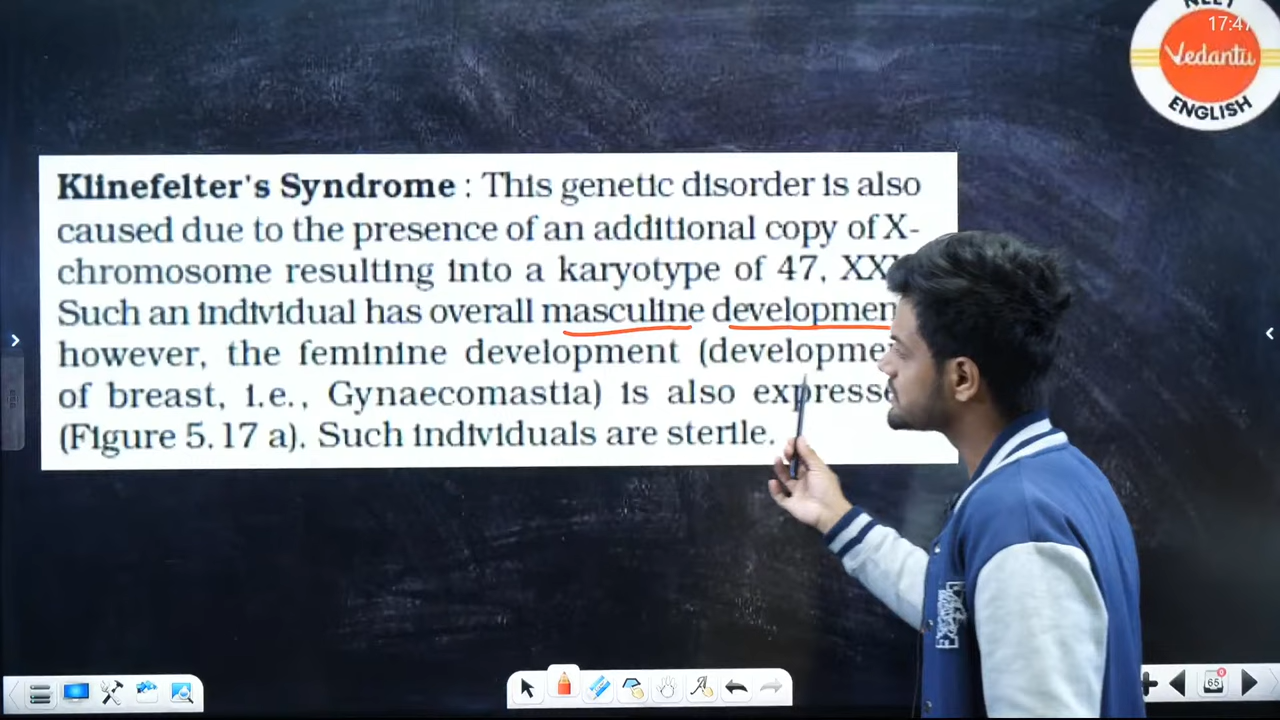 NEET
17:47
Vedantu
ENGLISH
Klinefelter's Syndrome : This genetic disorder is also
caused due to the presence of an additional copy of X-
chromosome resulting into a karyotype of 47,
Such an individual has overall masculine
however, the feminine development
of breast, i.e., Gynaecomastia) is also
(Figure 5.17 a). Such individuals are sterile.
65